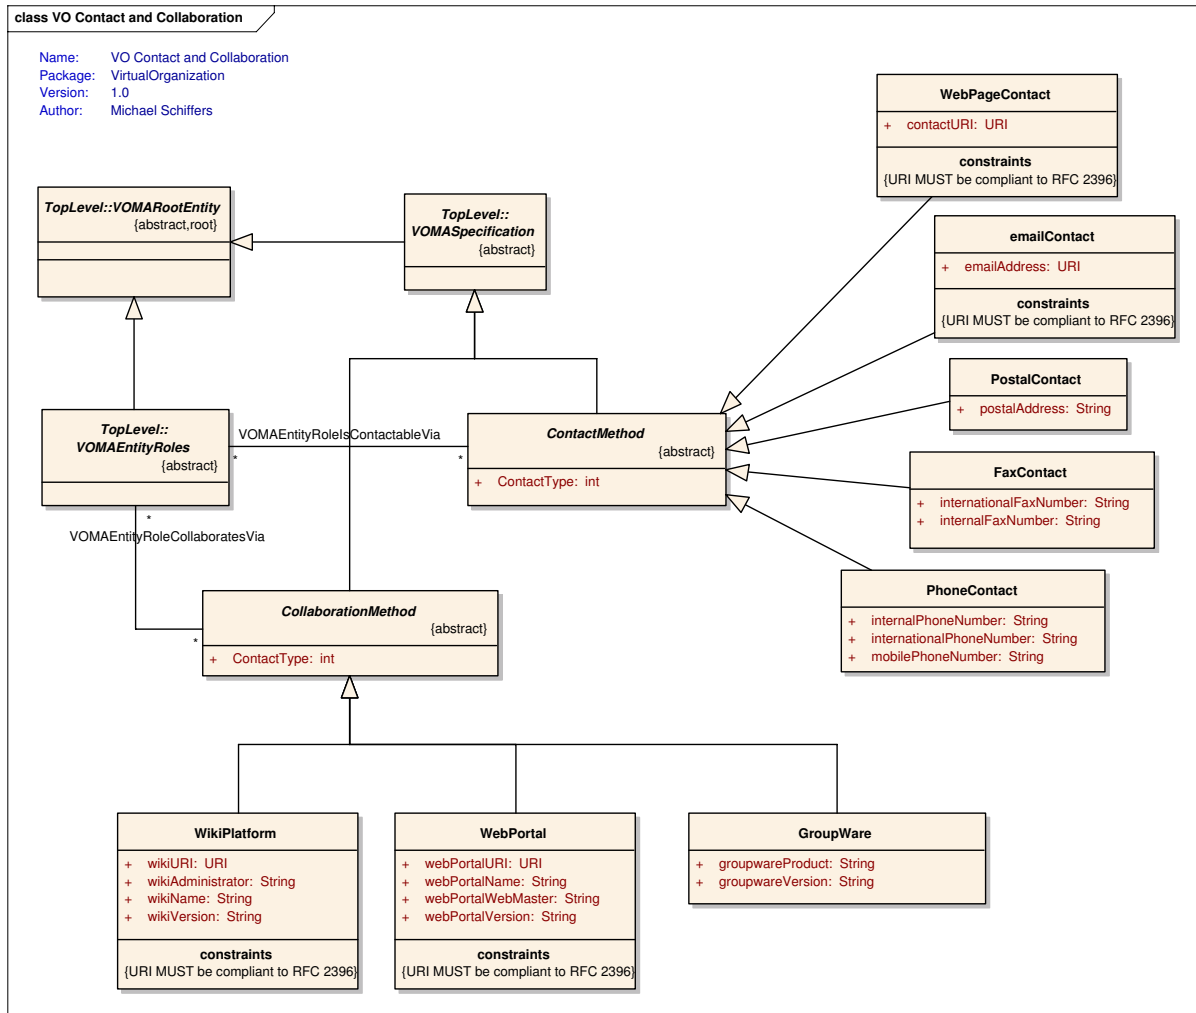 class VO Contact and Collaboration
Name: VO Contact and Collaboration
Package: VirtualOrganization
Version: 1.0
Author: Michael Schiffers
WebPageContact
+ contactURI: URI
constraints
{URI MUST be compliant to RFC 2396}
TopLevel::VOMARootEntity
{abstract,root}
TopLevel::
VOMASpecification
{abstract}
emailContact
+ emailAddress: URI
constraints
{URI MUST be compliant to RFC 2396}
PostalContact
+ postalAddress: String
TopLevel::
VOMAEntityRoles
{abstract}
VOMAEntityRoleIsContactableVia
*
*
ContactMethod
{abstract}
+ ContactType: int
FaxContact
+ internationalFaxNumber: String
+ internalFaxNumber: String
*
VOMAEntityRoleCollaboratesVia
*
PhoneContact
+ internalPhoneNumber: String
+ internationalPhoneNumber: String
+ mobilePhoneNumber: String
CollaborationMethod
{abstract}
+ ContactType: int
WikiPlatform
+ wikiURI: URI
+ wikiAdministrator: String
+ wikiName: String
+ wikiVersion: String
constraints
{URI MUST be compliant to RFC 2396}
WebPortal
+ webPortalURI: URI
+ webPortalName: String
+ webPortalWebMaster: String
+ webPortalVersion: String
constraints
{URI MUST be compliant to RFC 2396}
GroupWare
+ groupwareProduct: String
+ groupwareVersion: String